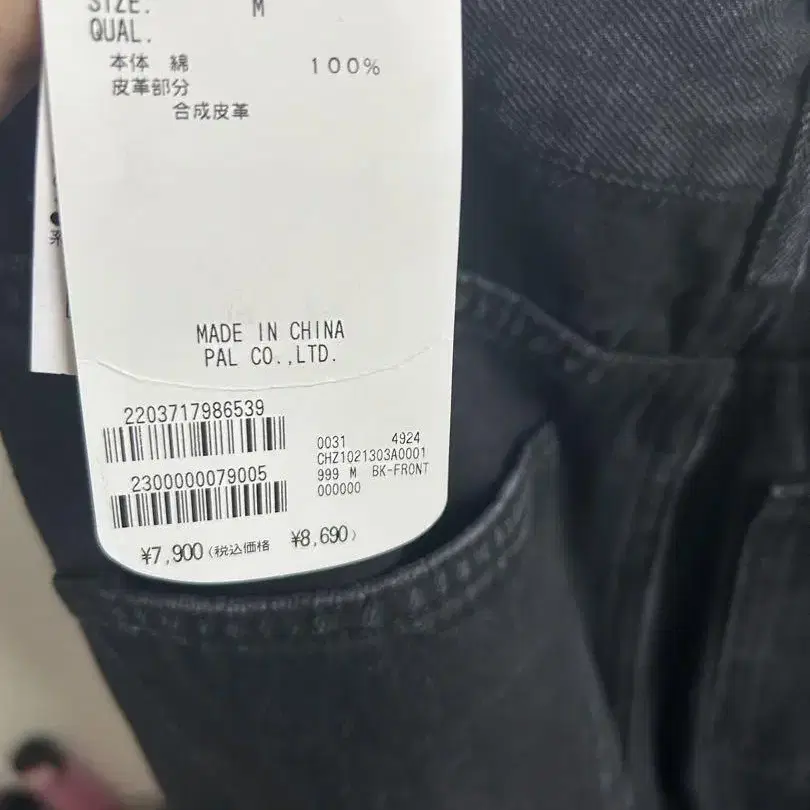 SIZE. M
QUAL.
本体 綿 100%
皮革部分
合成皮革
MADE IN CHINA
PAL CO.,LTD.
2203717986539
2300000079005
0031 4924
CHZ1021303A0001
999 M BK-FRONT
000000
¥7,900(税込価格 ¥8,690)